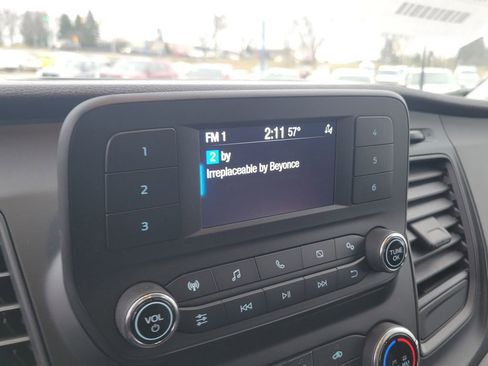 FM 1 2:11 57°
2 by
Irreplaceable by Beyonce
1
2
3
4
5
6
VOL
TUNE
OK